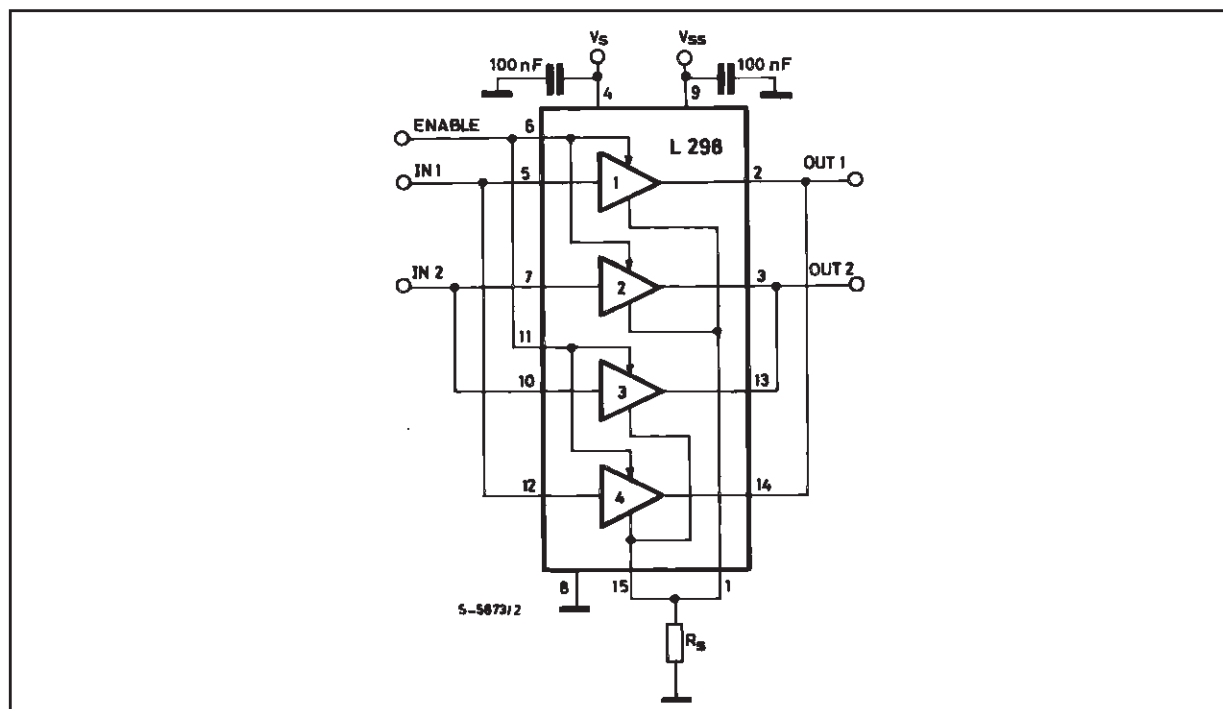 VS VSS
100 nF 100 nF
4 9
ENABLE 6 L 298
IN 1 5 1 2 OUT 1
IN 2 7 2 3 OUT 2
11
10 3 13
12 4 14
8 15 1
S-5873/2
RS